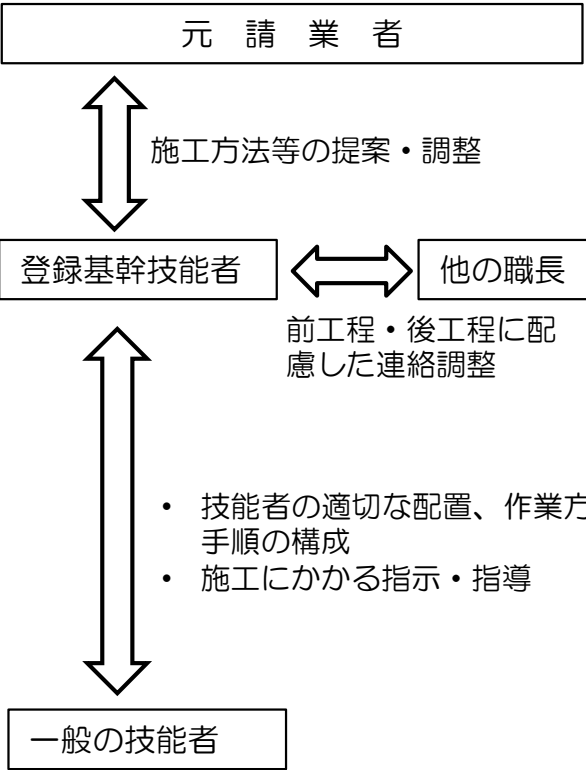 元請業者
施工方法等の提案・調整
登録基幹技能者
他の職長
前工程・後工程に配
慮した連絡調整
• 技能者の適切な配置、作業方
手順の構成
• 施工にかかる指示・指導
一般の技能者